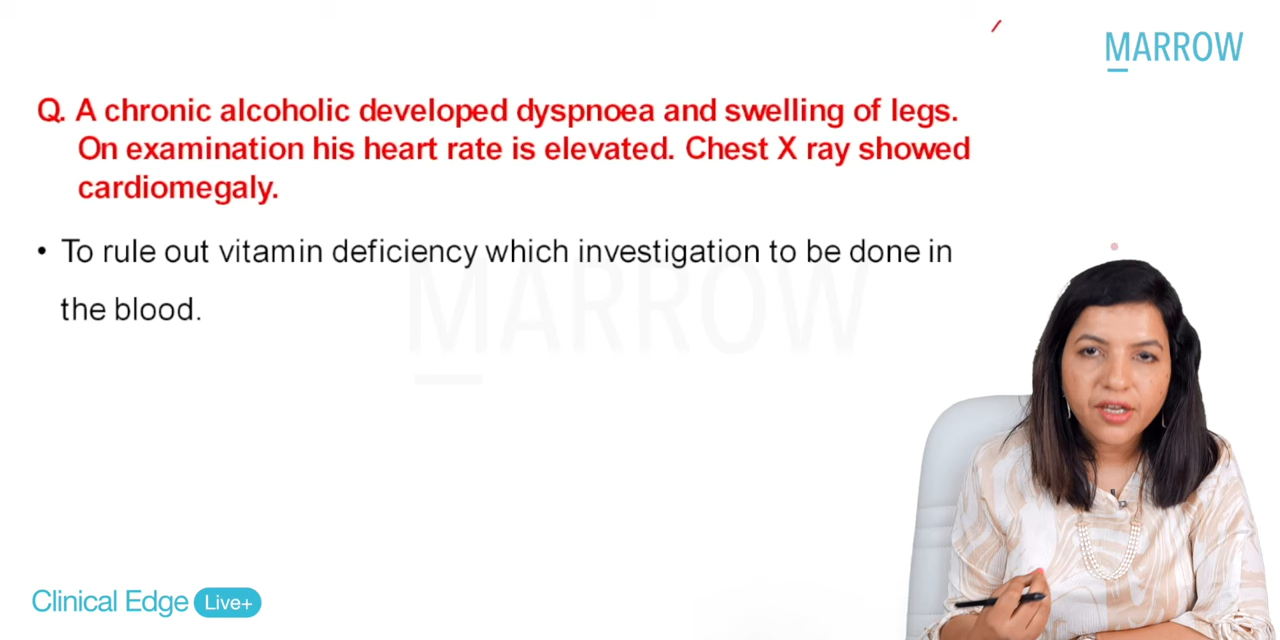 MARROW
Q. A chronic alcoholic developed dyspnoea and swelling of legs.
On examination his heart rate is elevated. Chest X ray showed
cardiomegaly.
• To rule out vitamin deficiency which investigation to be done in
the blood.
MARROW
Clinical Edge Live+